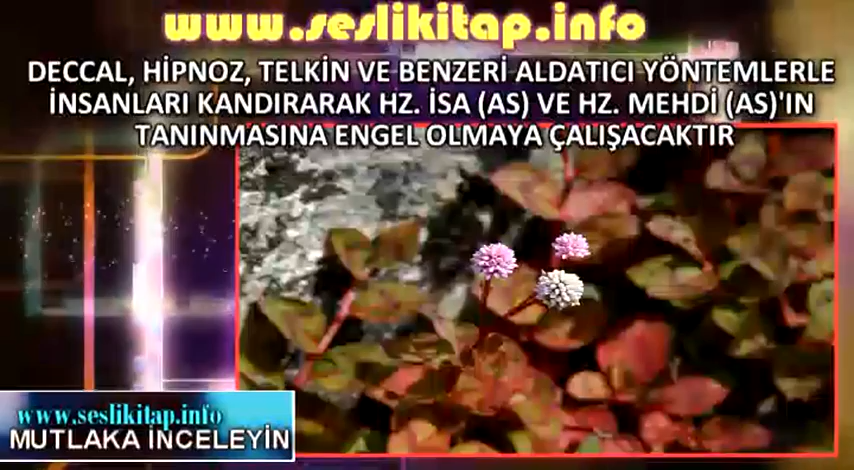 www.seslikitap.info
DECCAL, HİPNOZ, TELKİN VE BENZERİ ALDATICI YÖNTEMLERLE
İNSANLARI KANDIRARAK HZ. İSA (AS) VE HZ. MEHDİ (AS)'IN
TANINMASINA ENGEL OLMAYA ÇALIŞACAKTIR
www.seslikitap.info
MUTLAKA İNCELEYİN